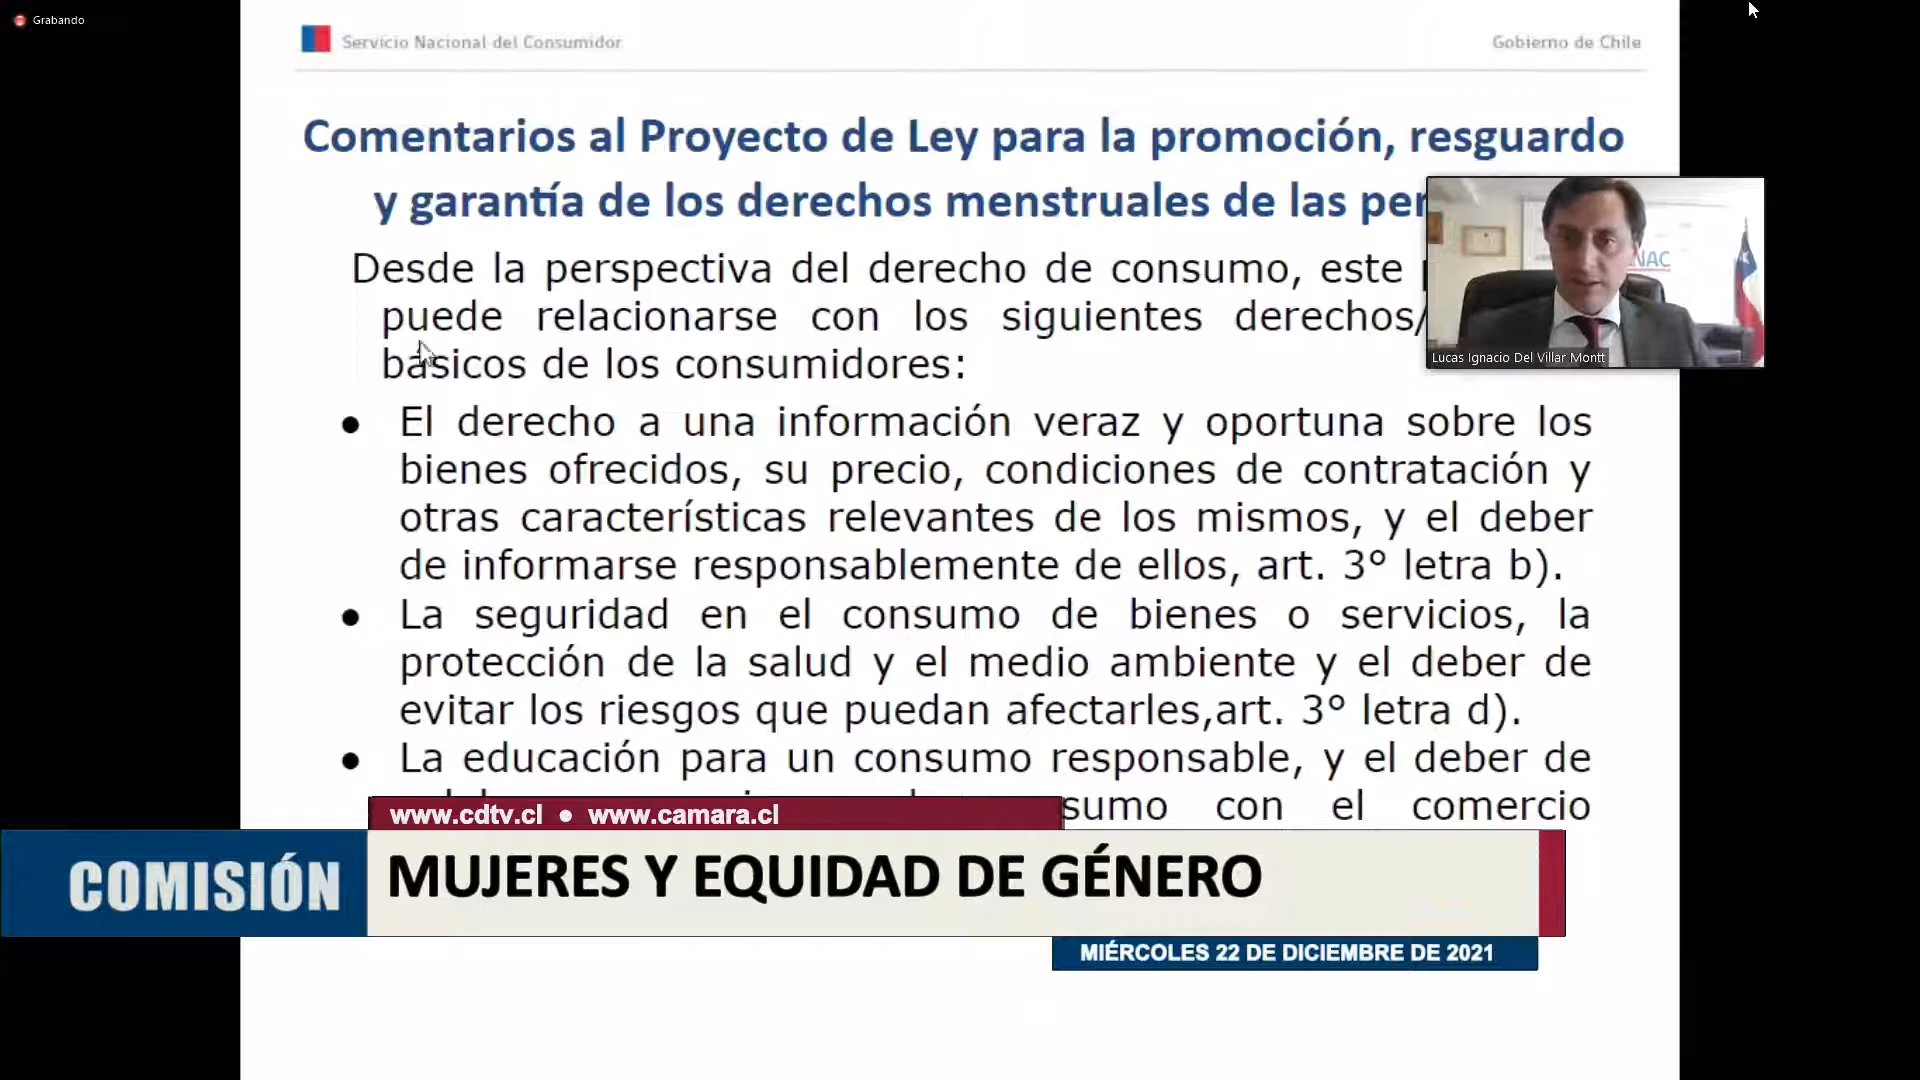 Grabando
Servicio Nacional del Consumidor
Gobierno de Chile
Comentarios al Proyecto de Ley para la promoción, resguardo
y garantía de los derechos menstruales de las
Desde la perspectiva del derecho de consumo, este
puede relacionarse con los siguientes derechos/
básicos de los consumidores:
NAC
Lucas Ignacio Del Villar Montt
● El derecho a una información veraz y oportuna sobre los
bienes ofrecidos, su precio, condiciones de contratación y
otras características relevantes de los mismos, y el deber
de informarse responsablemente de ellos, art. 3° letra b).
● La seguridad en el consumo de bienes o servicios, la
protección de la salud y el medio ambiente y el deber de
evitar los riesgos que puedan afectarles,art. 3° letra d).
● La educación para un consumo responsable, y el deber de
sumo con el comercio
www.cdtv.cl ● www.camara.cl
COMISIÓN
MUJERES Y EQUIDAD DE GÉNERO
MIÉRCOLES 22 DE DICIEMBRE DE 2021